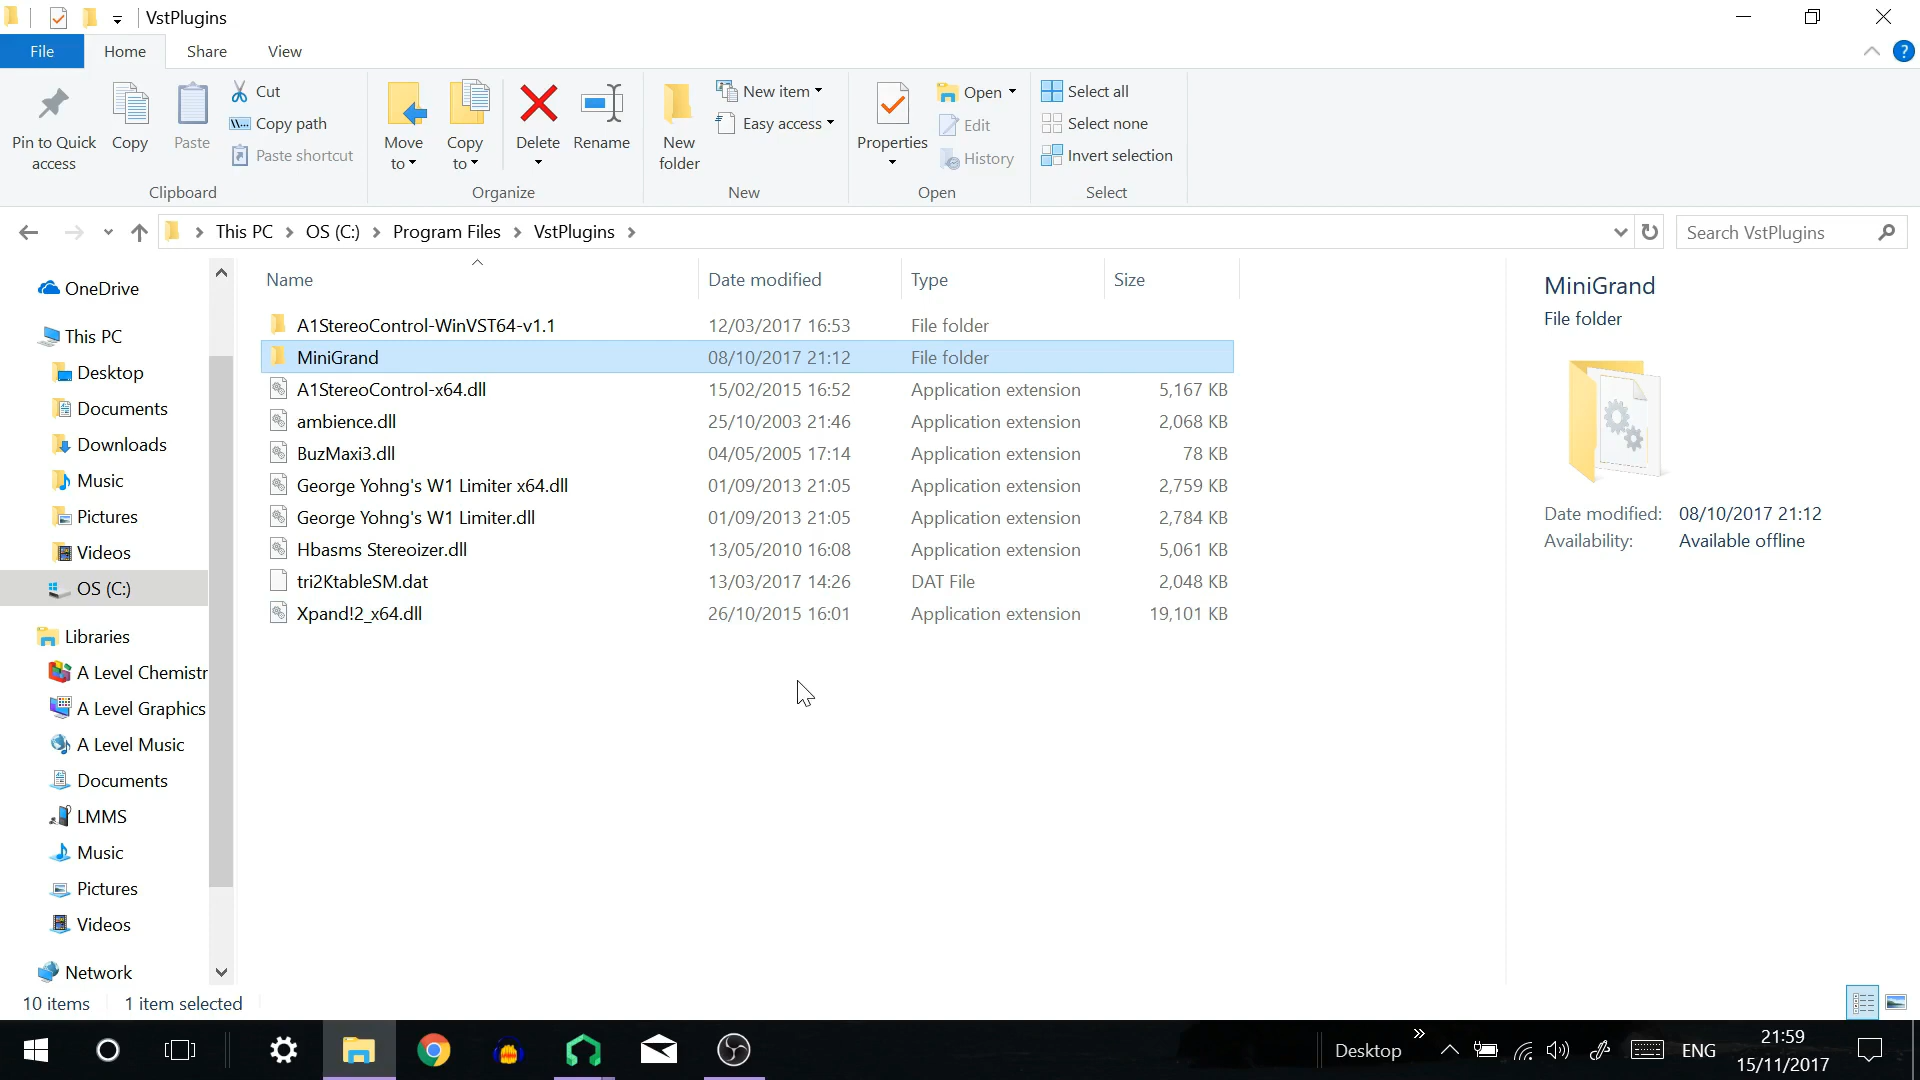 VstPlugins
File Home Share View
Pin to Quick access
Copy
Paste
Cut
Copy path
Paste shortcut
Clipboard
Move to
Copy to
Delete
Rename
Organize
New folder
New item
Easy access
New
Properties
Open
Edit
History
Open
Select all
Select none
Invert selection
Select
This PC > OS (C:) > Program Files > VstPlugins >
Search VstPlugins
OneDrive
This PC
Desktop
Documents
Downloads
Music
Pictures
Videos
OS (C:)
Libraries
A Level Chemistr
A Level Graphics
A Level Music
Documents
LMMS
Music
Pictures
Videos
Network
Name Date modified Type Size
A1StereoControl-WinVST64-v1.1 12/03/2017 16:53 File folder
MiniGrand 08/10/2017 21:12 File folder
A1StereoControl-x64.dll 15/02/2015 16:52 Application extension 5,167 KB
ambience.dll 25/10/2003 21:46 Application extension 2,068 KB
BuzMaxi3.dll 04/05/2005 17:14 Application extension 78 KB
George Yohng's W1 Limiter x64.dll 01/09/2013 21:05 Application extension 2,759 KB
George Yohng's W1 Limiter.dll 01/09/2013 21:05 Application extension 2,784 KB
Hbasms Stereoizer.dll 13/05/2010 16:08 Application extension 5,061 KB
tri2KtableSM.dat 13/03/2017 14:26 DAT File 2,048 KB
Xpand!2_x64.dll 26/10/2015 16:01 Application extension 19,101 KB
MiniGrand
File folder
Date modified: 08/10/2017 21:12
Availability: Available offline
10 items 1 item selected
Desktop
ENG
21:59
15/11/2017